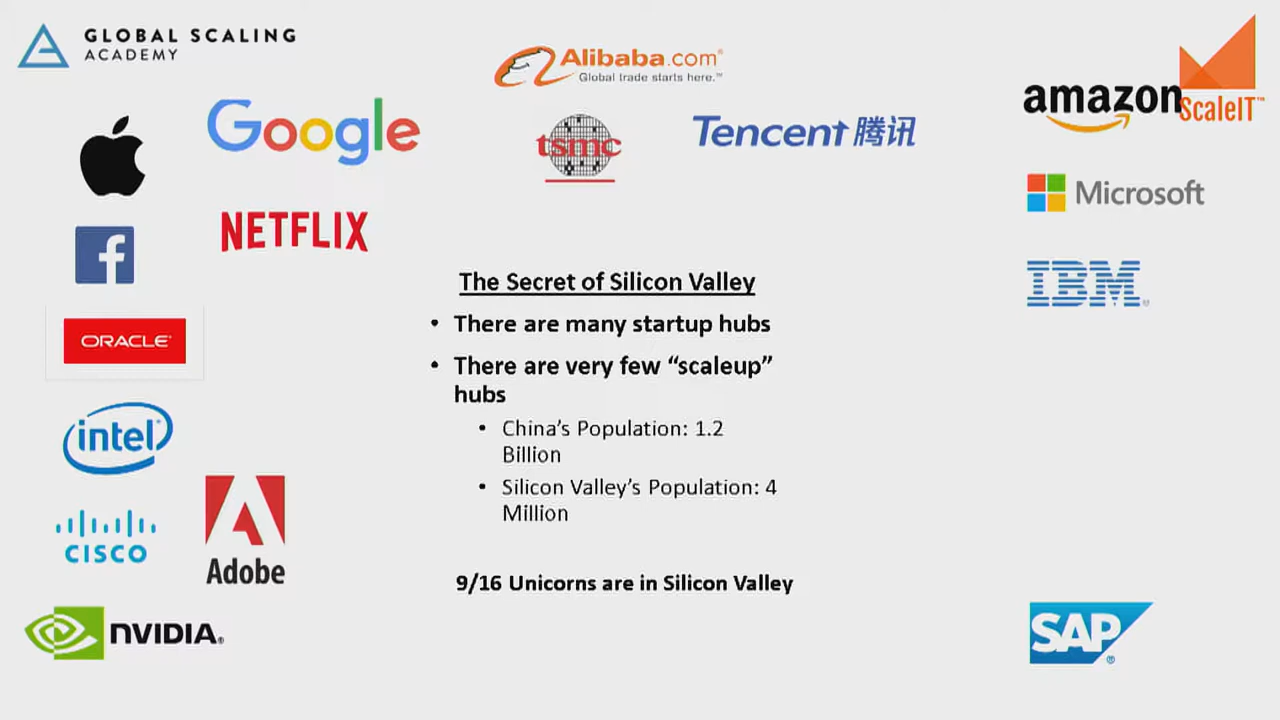 GLOBAL SCALING
ACADEMY
Alibaba.com®
Global trade starts here.™
amazon
ScaleIT™
Google
tsmc
Tencent 腾讯
Microsoft
NETFLIX
IBM®
The Secret of Silicon Valley
• There are many startup hubs
ORACLE®
• There are very few “scaleup”
hubs
• China’s Population: 1.2
Billion
intel
• Silicon Valley’s Population: 4
Million
CISCO
Adobe
9/16 Unicorns are in Silicon Valley
NVIDIA®
SAP®